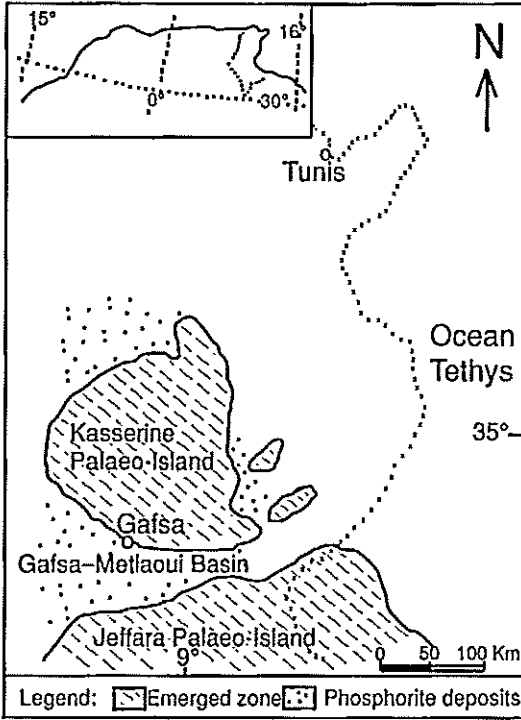 15°
16°
0°
30°
N
Tunis
Ocean
Tethys
35°
Kasserine
Palaeo-Island
Gafsa
Gafsa–Metlaoui Basin
Jeffara Palaeo-Island
9°
0 50 100 Km
Legend: Emerged zone Phosphorite deposits